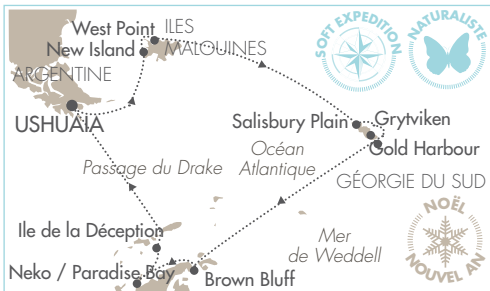 West Point
New Island
ILES
MALOUINES
ARGENTINE
USHUAIA
Salisbury Plain
Grytviken
Gold Harbour
Océan
Atlantique
Passage du Drake
GÉORGIE DU SUD
Ile de la Déception
Mer
de Weddell
Neko / Paradise Bay
Brown Bluff
SOFT EXPEDITION
NATURALISTE
NOËL
NOUVEL AN